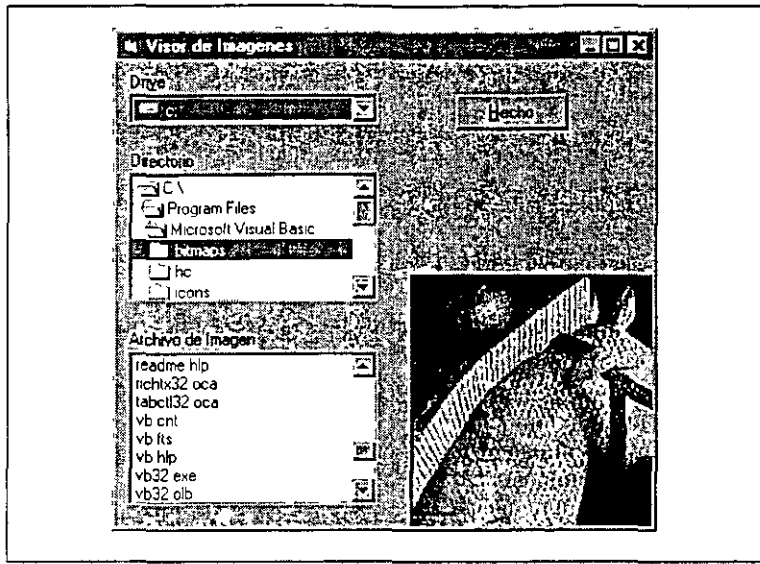 Visor de Imagenes
Drive
c:
Hecho
Directorio
C:\
Program Files
Microsoft Visual Basic
bitmaps
hc
icons
Archivo de Imagen
readme hlp
richtx32 oca
tabctl32 oca
vb cnt
vb fts
vb hlp
vb32 exe
vb32 olb